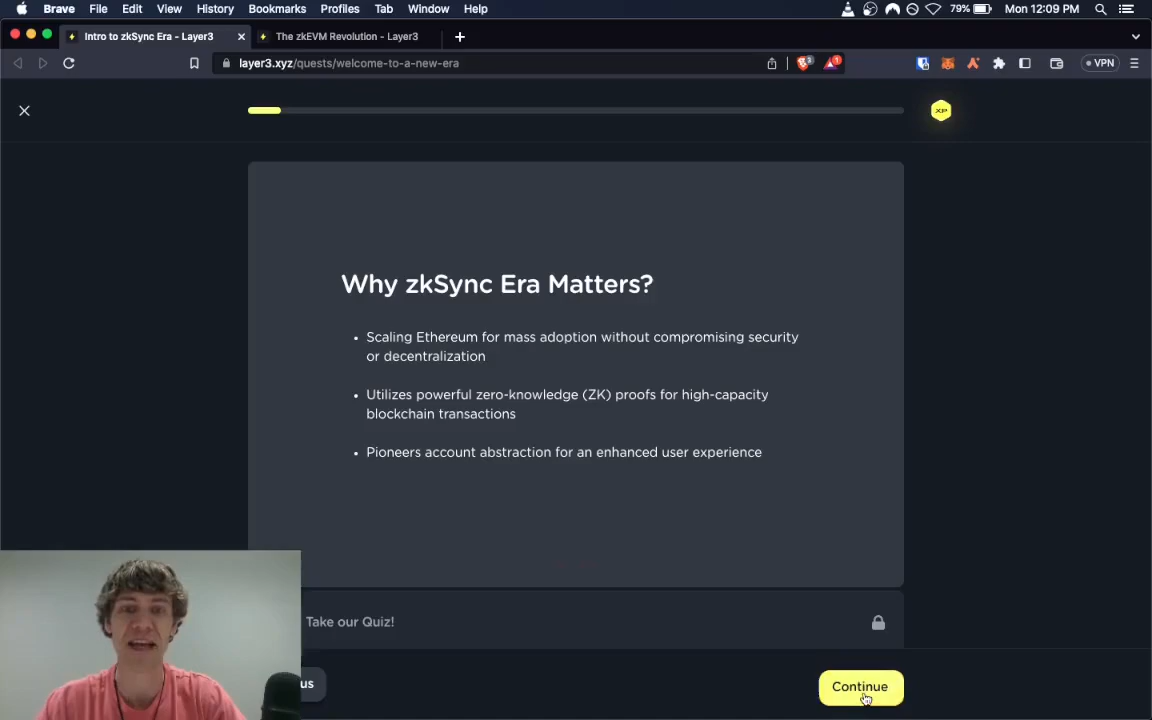 Brave File Edit View History Bookmarks Profiles Tab Window Help 79% Mon 12:09 PM
Intro to zkSync Era - Layer3 The zkEVM Revolution - Layer3
layer3.xyz/quests/welcome-to-a-new-era 3 1 VPN
XP
Why zkSync Era Matters?
• Scaling Ethereum for mass adoption without compromising security
or decentralization
• Utilizes powerful zero-knowledge (ZK) proofs for high-capacity
blockchain transactions
• Pioneers account abstraction for an enhanced user experience
Take our Quiz!
us Continue